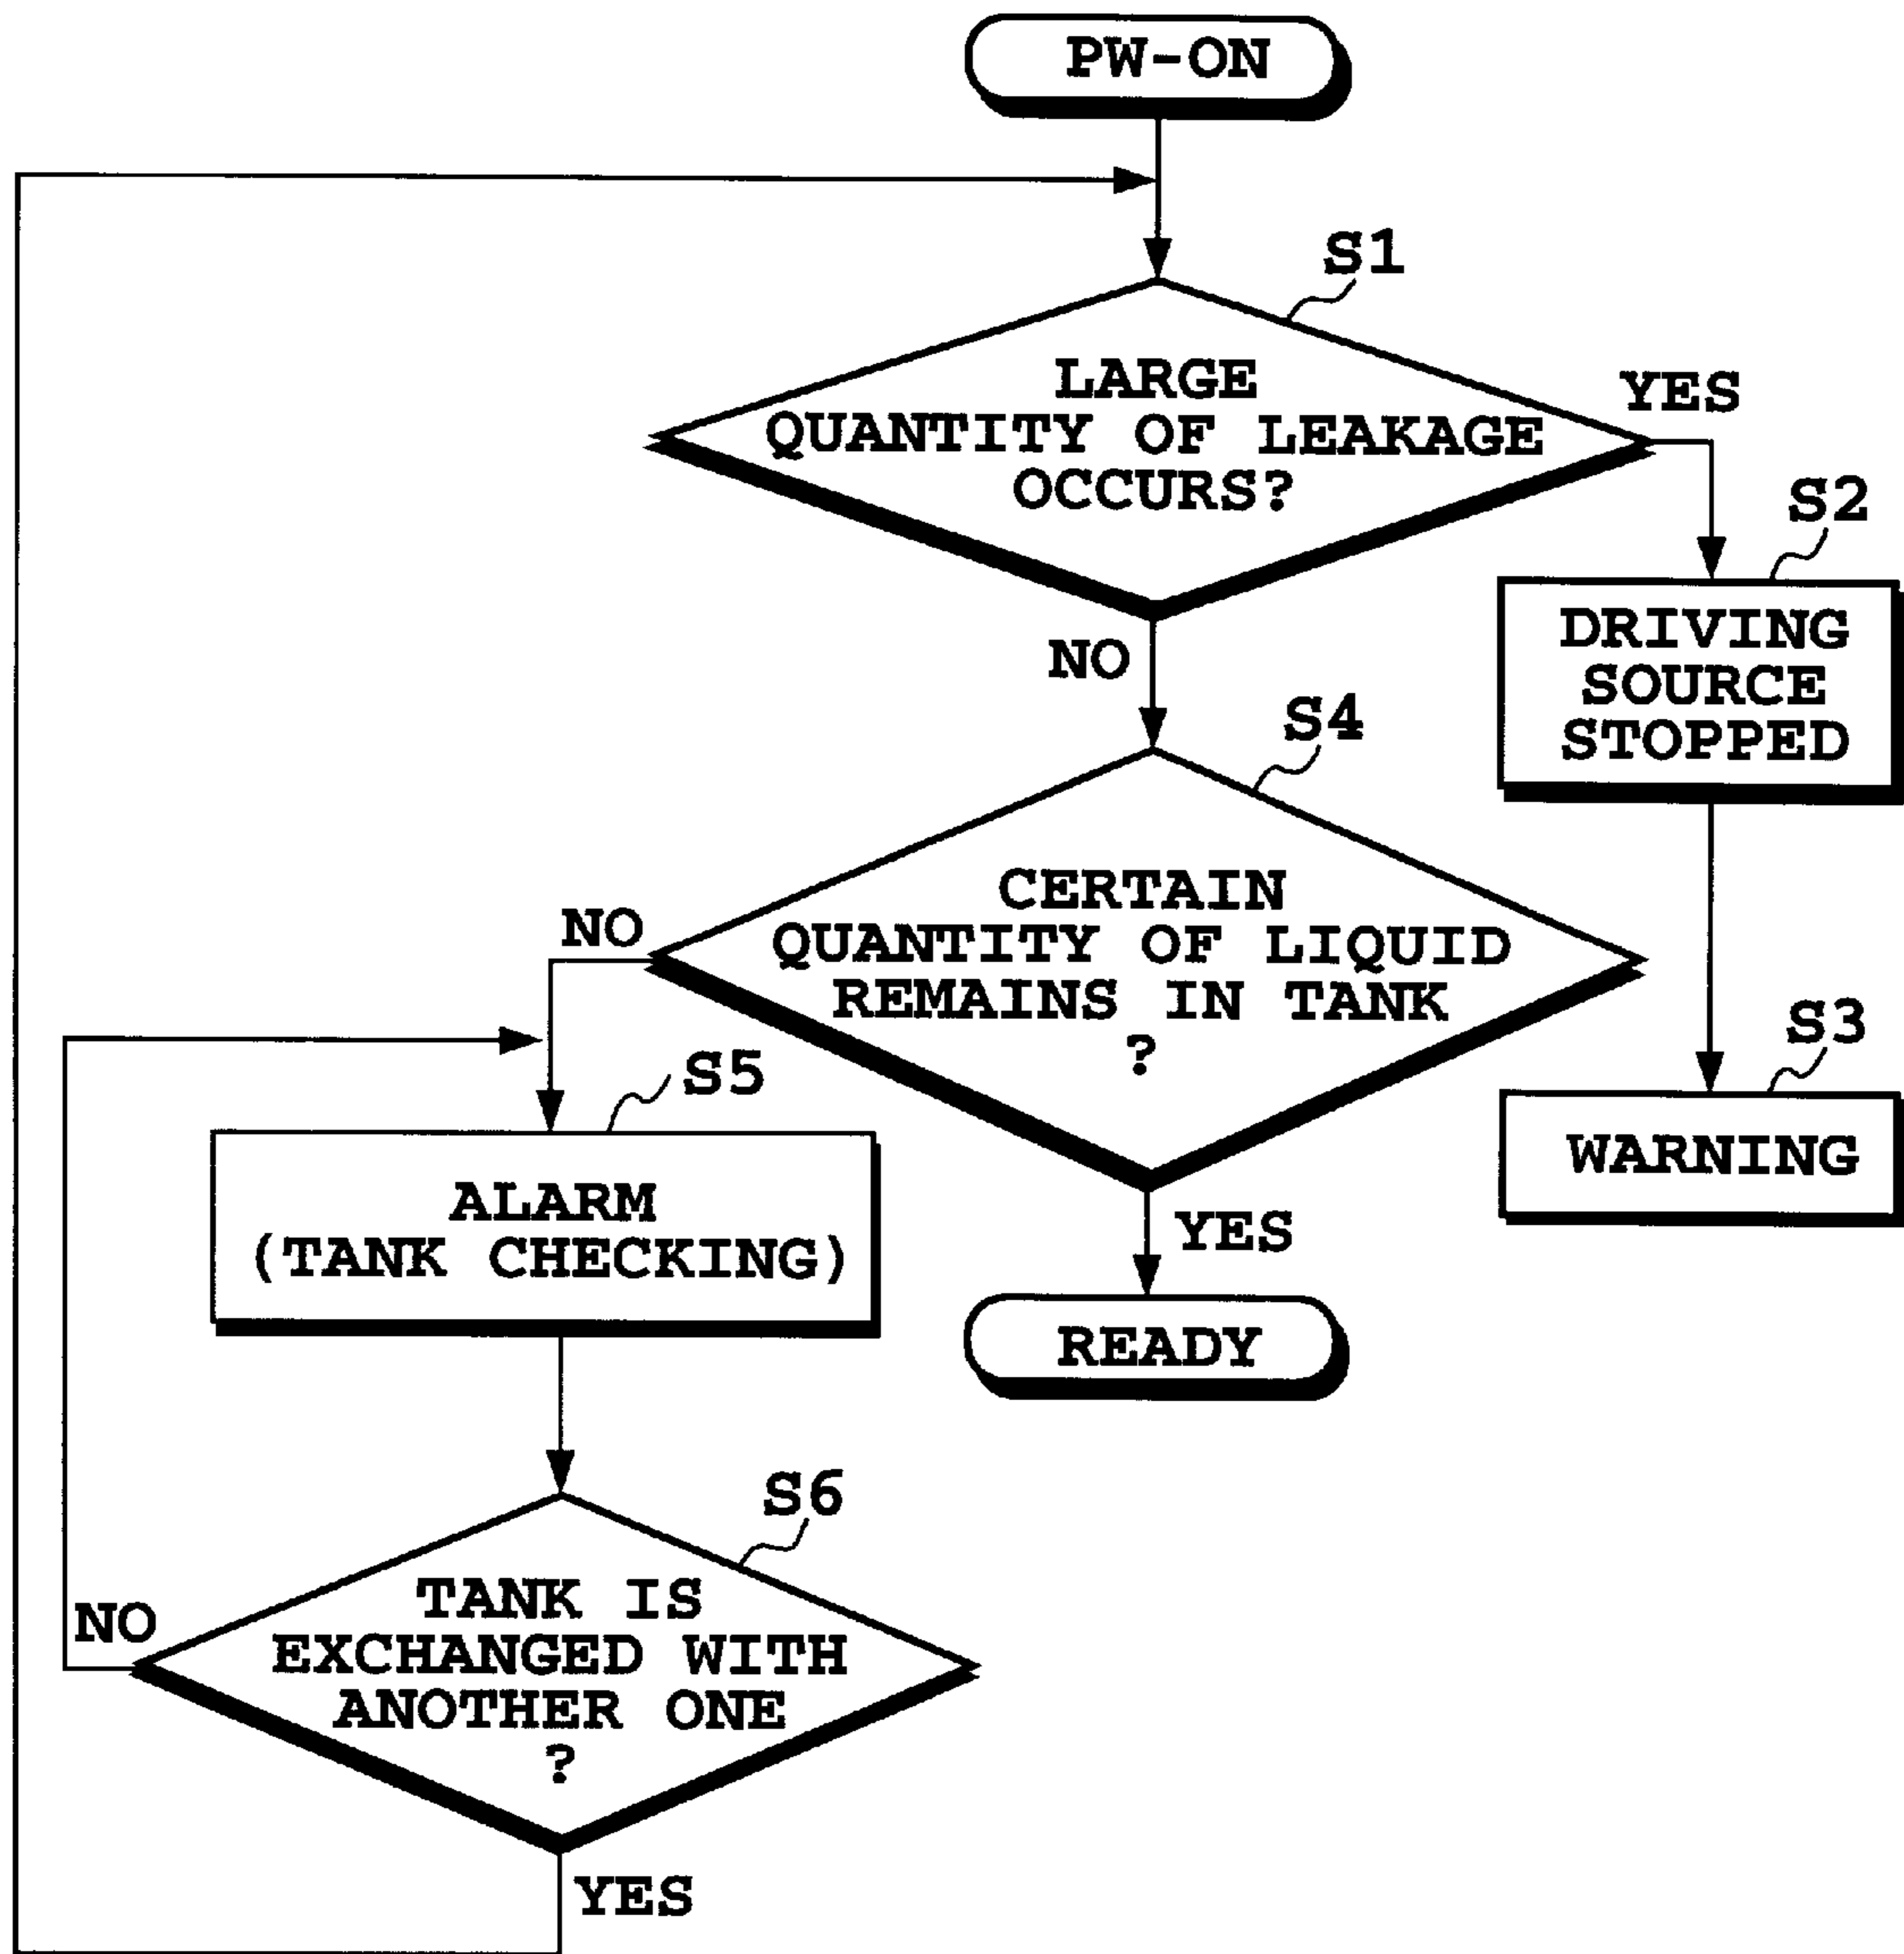 PW-ON
S1
LARGE
QUANTITY OF LEAKAGE
OCCURS?
YES
S2
DRIVING
SOURCE
STOPPED
NO
S4
CERTAIN
QUANTITY OF LIQUID
REMAINS IN TANK
?
NO
S3
WARNING
S5
ALARM
(TANK CHECKING)
YES
READY
S6
TANK IS
EXCHANGED WITH
ANOTHER ONE
?
NO
YES